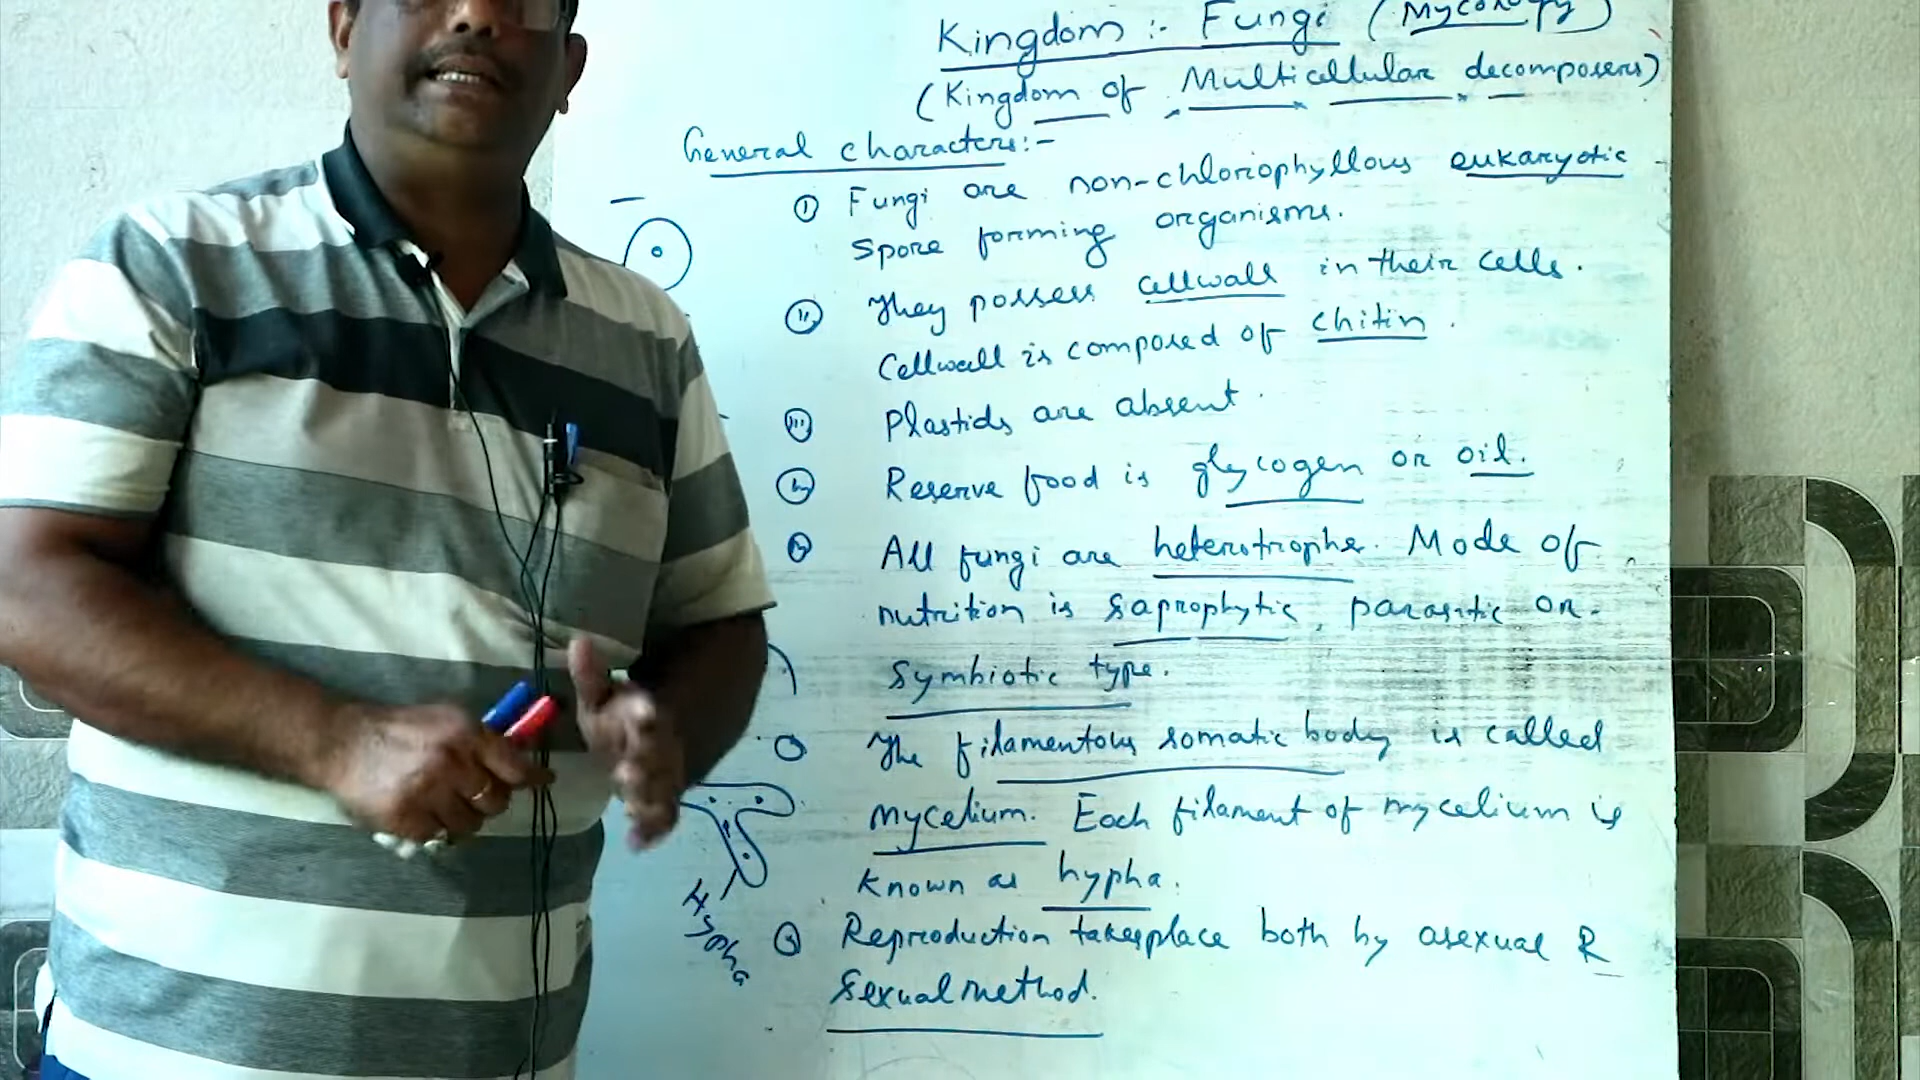 Kingdom :- Fungi (Mycology)
(Kingdom of Multicellular decomposers)
General characters:-
(i) Fungi are non-chlorophyllous eukaryotic
spore forming organisms.
(ii) They possess cellwall in their cells.
Cellwall is composed of chitin.
(iii) Plastids are absent.
(iv) Reserve food is glycogen or oil.
(v) All fungi are heterotrophs. Mode of
nutrition is saprophytic, parasitic or
symbiotic type.
The filamentous somatic body is called
mycelium. Each filament of mycelium is
known as hypha.
Reproduction takes place both by asexual &
sexual method.
Hypha